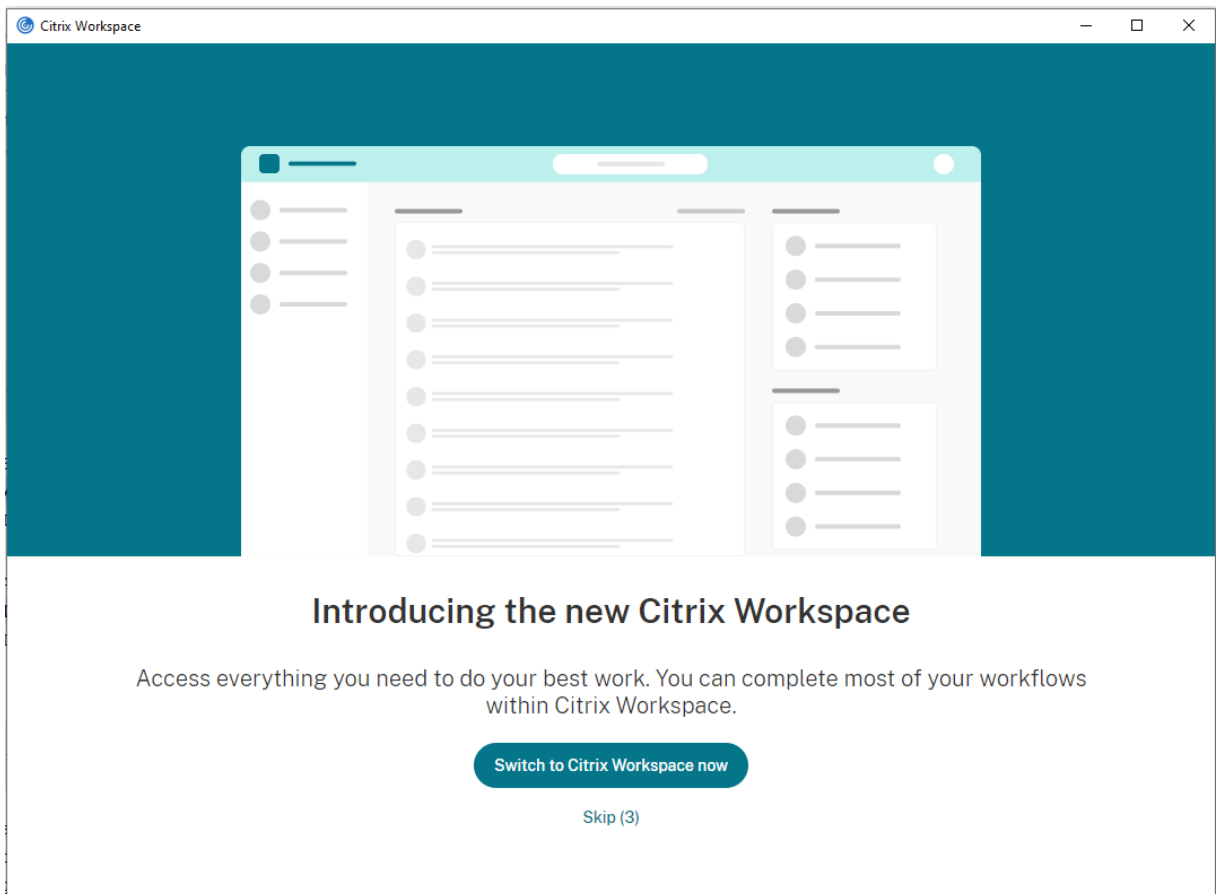 Citrix Workspace
Introducing the new Citrix Workspace
Access everything you need to do your best work. You can complete most of your workflows
within Citrix Workspace.
Switch to Citrix Workspace now
Skip (3)